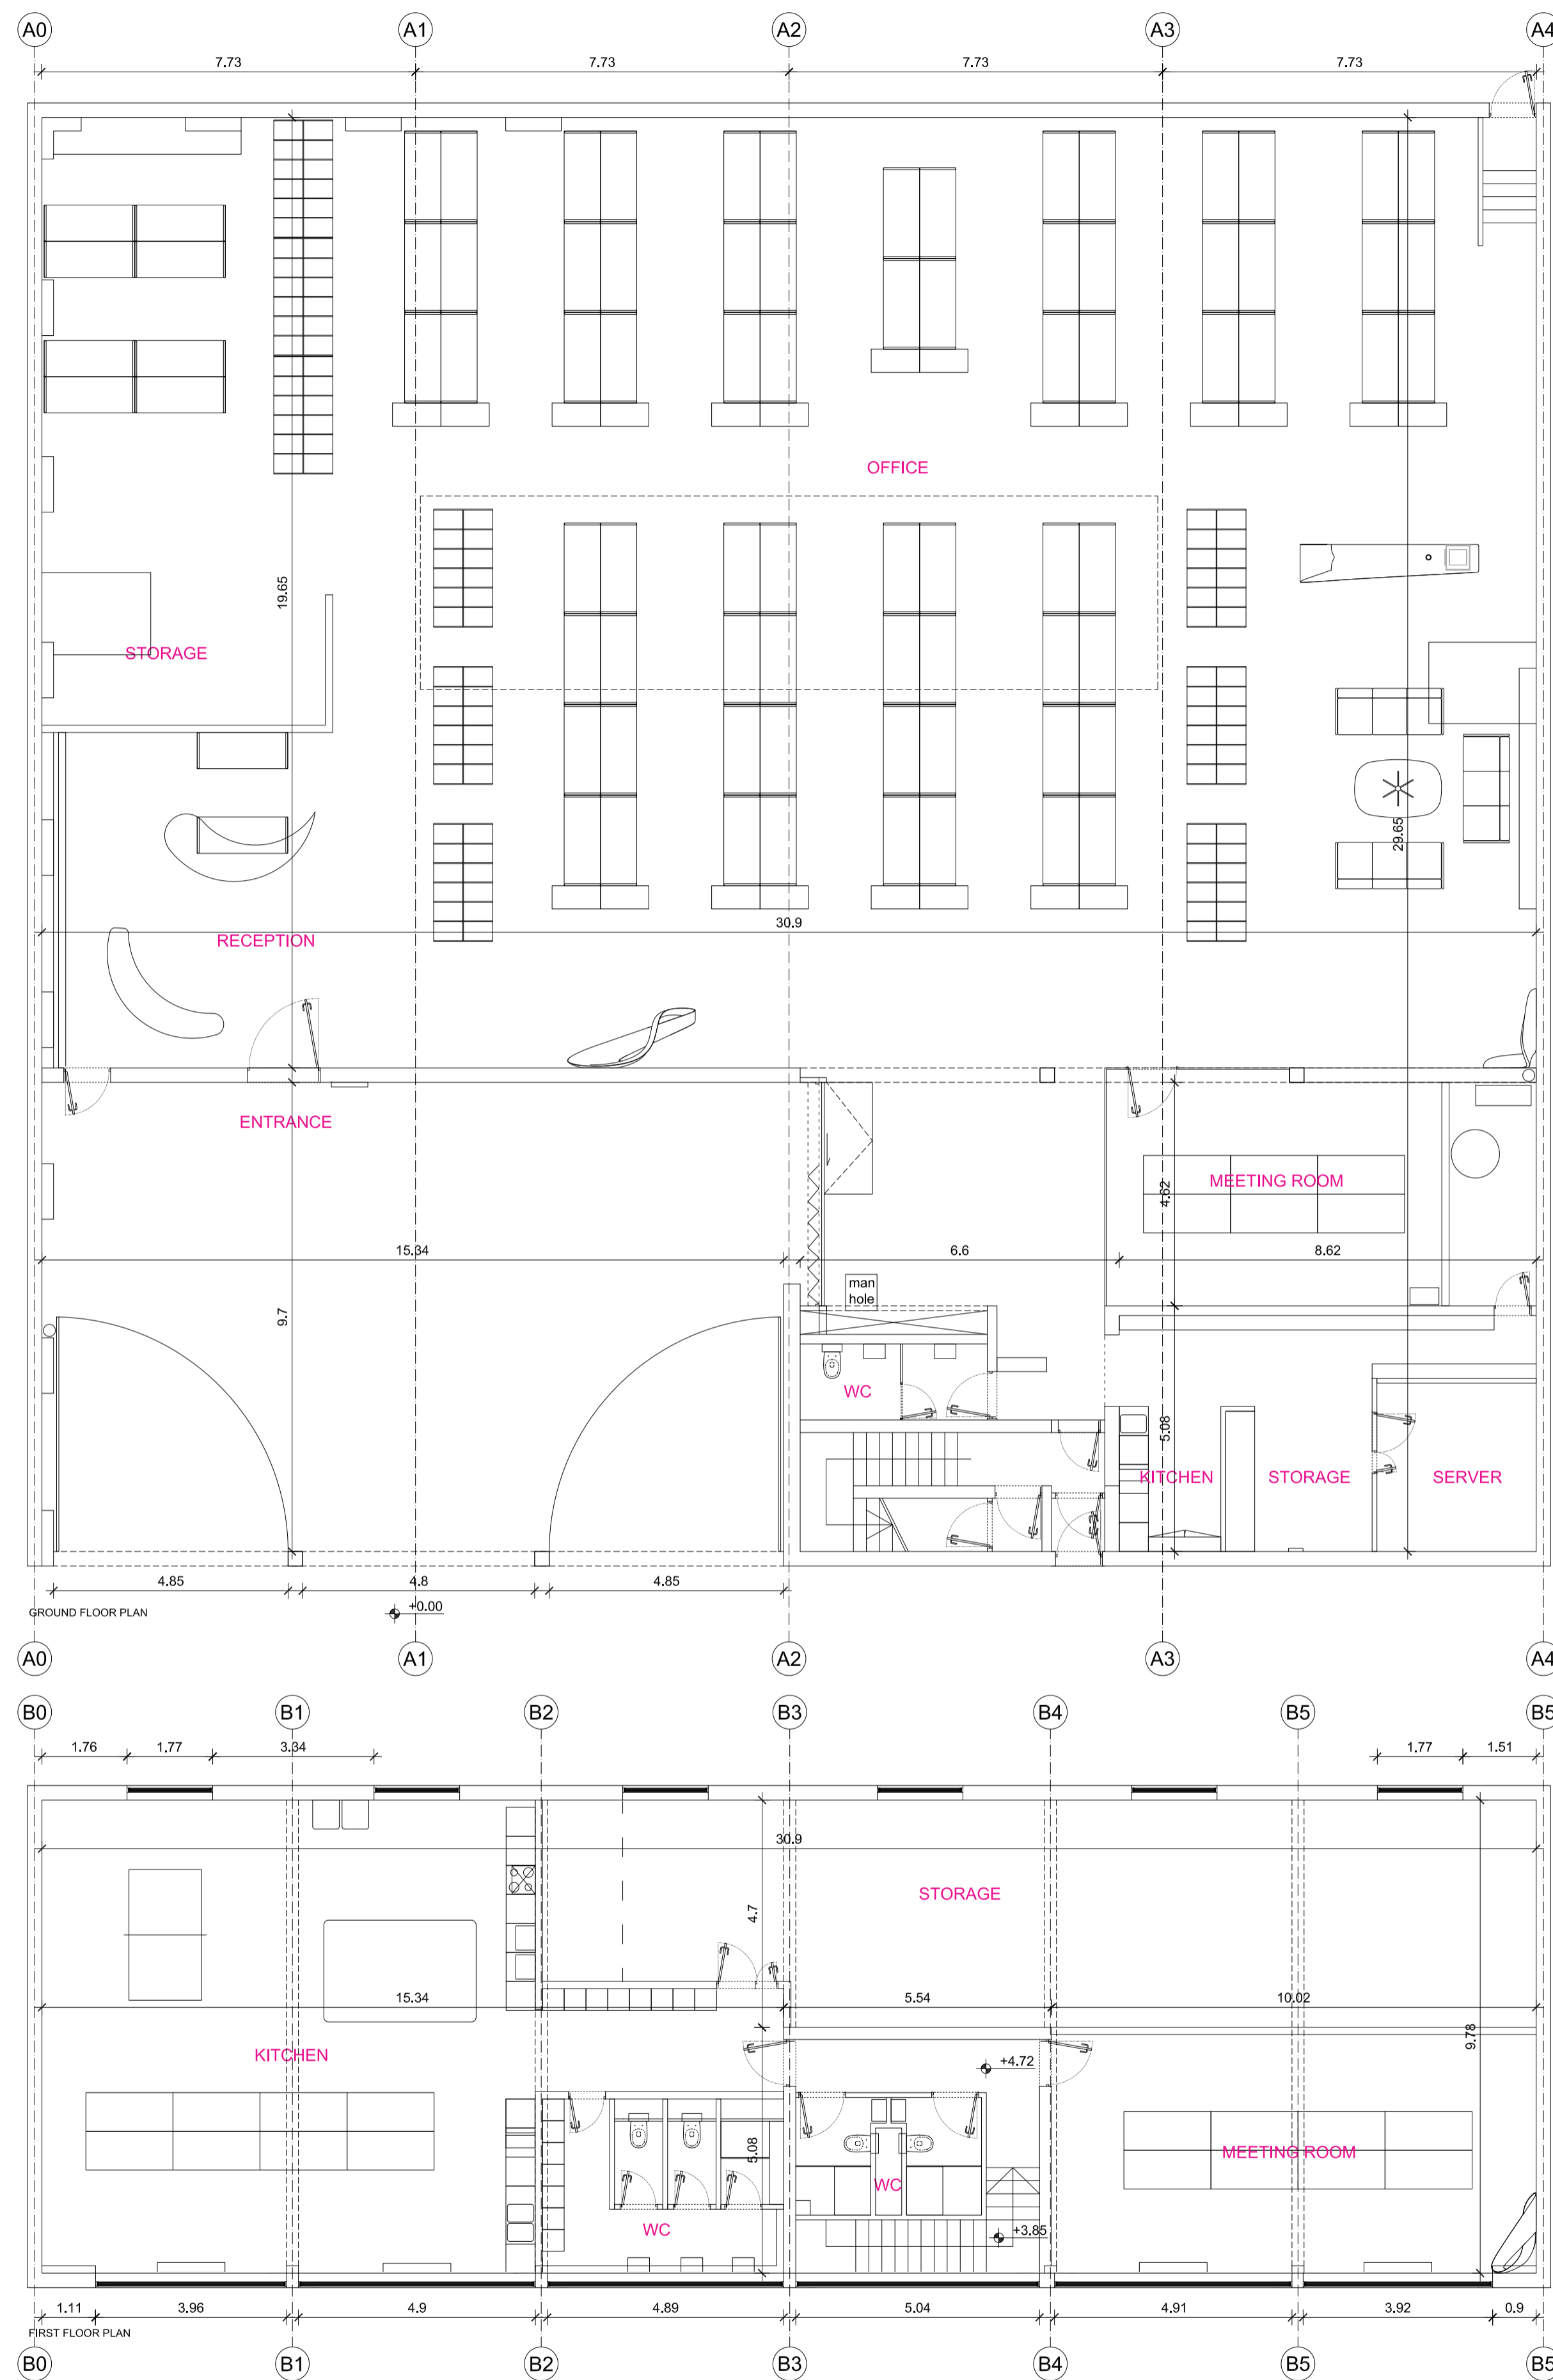 A0 A1 A2 A3 A4
7.73 7.73 7.73 7.73
OFFICE
19.65
STORAGE
29.65
30.9
RECEPTION
ENTRANCE
MEETING ROOM
4.62
15.34 6.6 8.62
man
hole
9.7
WC
5.08
KITCHEN STORAGE SERVER
4.85 4.8 4.85
+0.00
GROUND FLOOR PLAN
A0 A1 A2 A3 A4
B0 B1 B2 B3 B4 B5 B5
1.76 1.77 3.34 1.77 1.51
30.9
STORAGE
4.7
15.34 5.54 10.02
9.78
KITCHEN
+4.72
5.08
MEETING ROOM
WC
WC
+3.85
1.11 3.96 4.9 4.89 5.04 4.91 3.92 0.9
FIRST FLOOR PLAN
B0 B1 B2 B3 B4 B5 B5